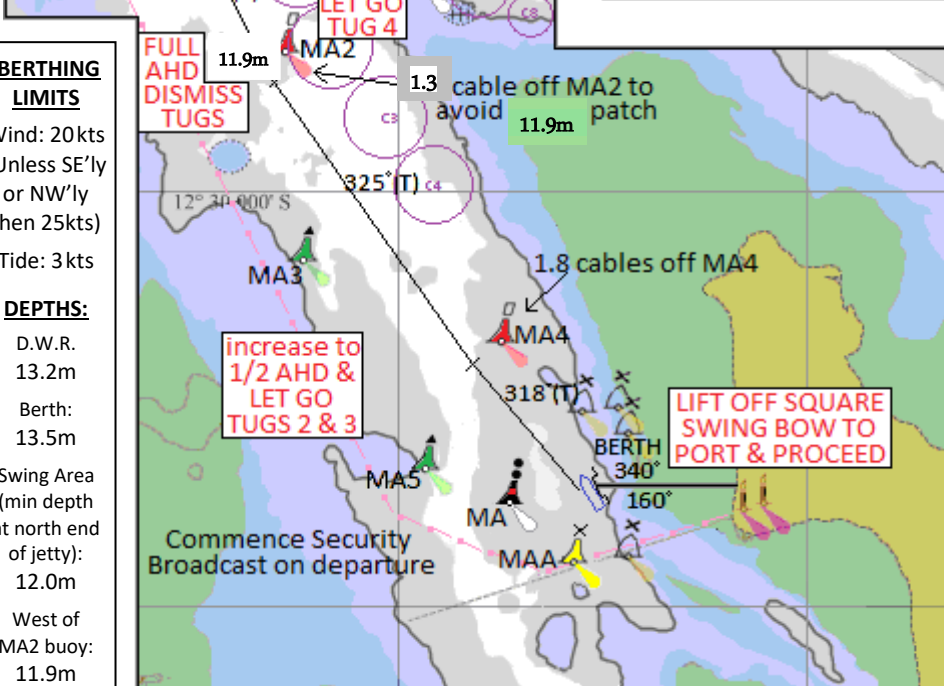 BERTHING
LIMITS
Wind: 20kts
Unless SE'ly
or NW'ly
then 25kts)
Tide: 3kts
DEPTHS:
D.W.R.
13.2m
Berth:
13.5m
Swing Area
(min depth
at north end
of jetty):
12.0m
West of
MA2 buoy:
11.9m
LET GO
TUG 4
C8
FULL
AHD
DISMISS
TUGS
11.9m
MA2
1.3 cable off MA2 to
avoid 11.9m patch
C3
325°(T)
C4
12° 30·000' S
MA3
1.8 cables off MA4
MA4
increase to
1/2 AHD &
LET GO
TUGS 2 & 3
318°(T)
LIFT OFF SQUARE
SWING BOW TO
PORT & PROCEED
BERTH
340°
160°
MA5
MA
MAA
Commence Security
Broadcast on departure